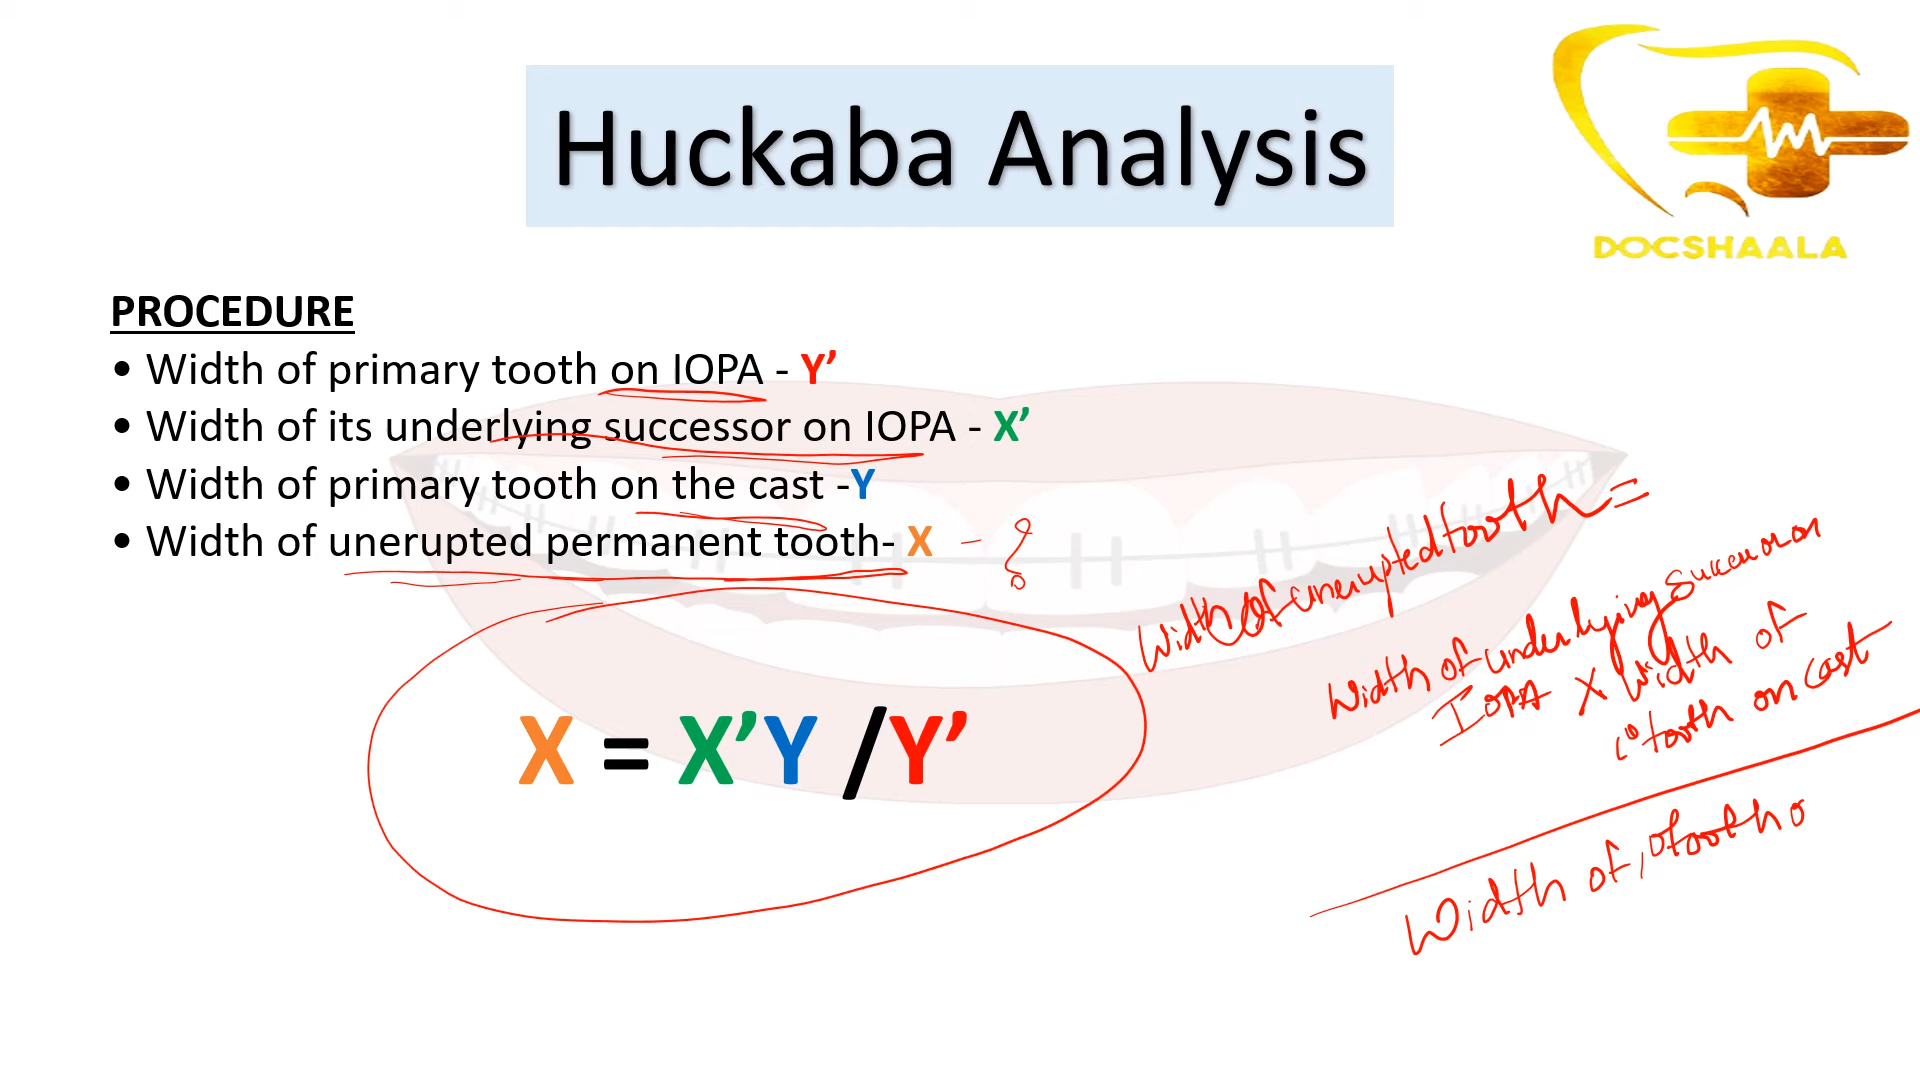 Huckaba Analysis
DOCSHAALA
PROCEDURE
• Width of primary tooth on IOPA - Y’
• Width of its underlying successor on IOPA - X’
• Width of primary tooth on the cast -Y
• Width of unerupted permanent tooth- X - ?
X = X’Y /Y’
Width of unerupted tooth =
Width of underlying successor on
IOPA X Width of
1° tooth on cast
Width of 1° tooth o